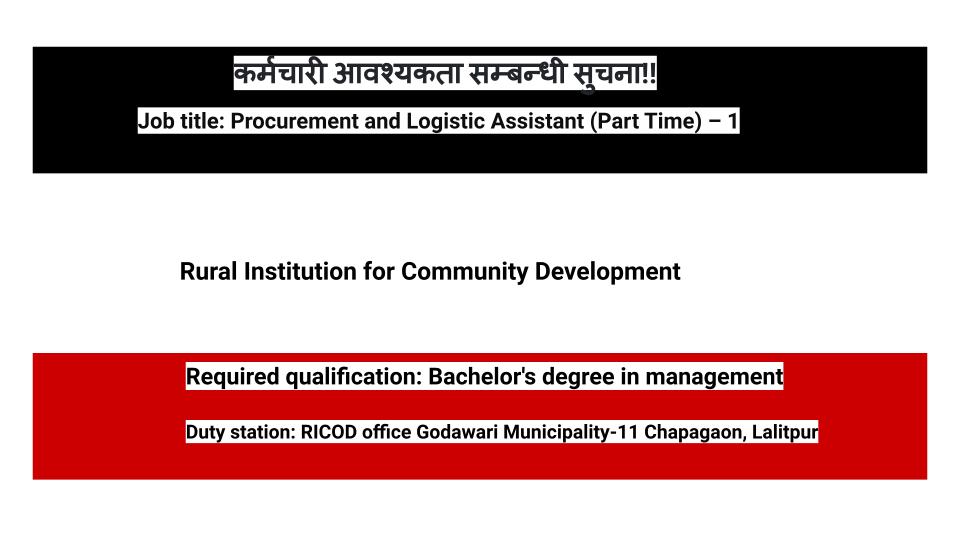 कर्मचारी आवश्यकता सम्बन्धी सुचना!!
Job title: Procurement and Logistic Assistant (Part Time) – 1
Rural Institution for Community Development
Required qualification: Bachelor's degree in management
Duty station: RICOD office Godawari Municipality-11 Chapagaon, Lalitpur